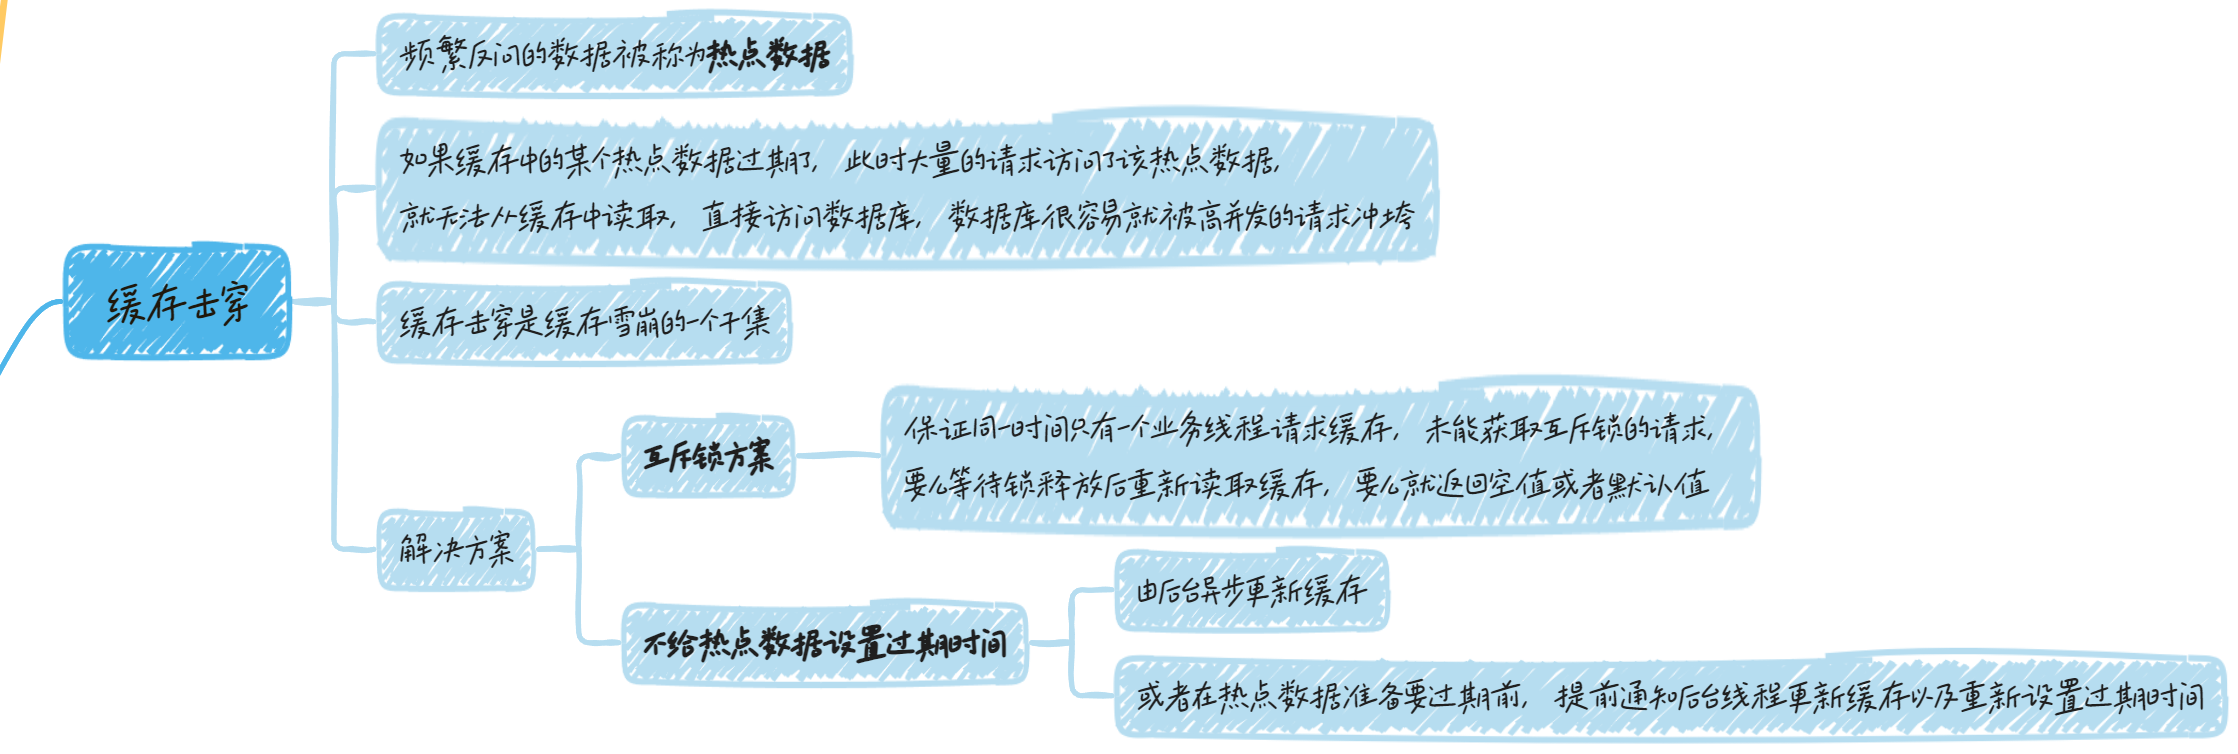 频繁反问的数据被称为热点数据
如果缓存中的某个热点数据过期了，此时大量的请求访问了该热点数据，
就无法从缓存中读取，直接访问数据库，数据库很容易就被高并发的请求冲垮
缓存击穿
缓存击穿是缓存雪崩的一个子集
互斥锁方案
保证同一时间只有一个业务线程请求缓存，未能获取互斥锁的请求，
要么等待锁释放后重新读取缓存，要么就返回空值或者默认值
解决方案
不给热点数据设置过期时间
由后台异步更新缓存
或者在热点数据准备要过期前，提前通知后台线程更新缓存以及重新设置过期时间